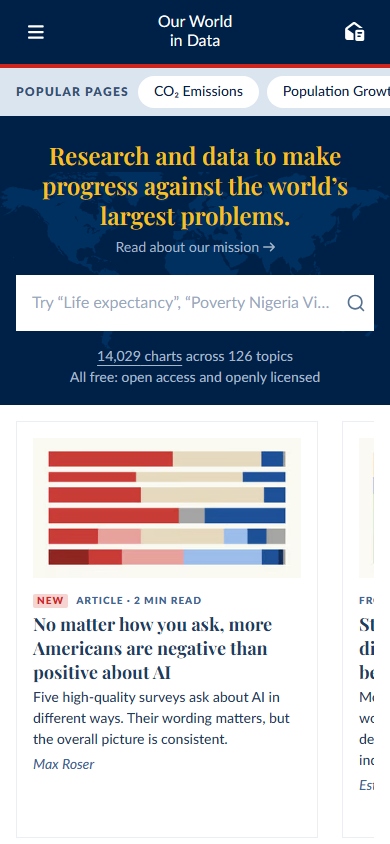 Our World
in Data
POPULAR PAGES
CO₂ Emissions
Population
Research and data to make
progress against the world's
largest problems.
Read about our mission →
Try “Life expectancy”, “Poverty Nigeria Vi...
14,029 charts across 126 topics
All free: open access and openly licensed
NEW ARTICLE · 2 MIN READ
No matter how you ask, more
Americans are negative than
positive about AI
Five high-quality surveys ask about AI in
different ways. Their wording matters, but
the overall picture is consistent.
Max Roser